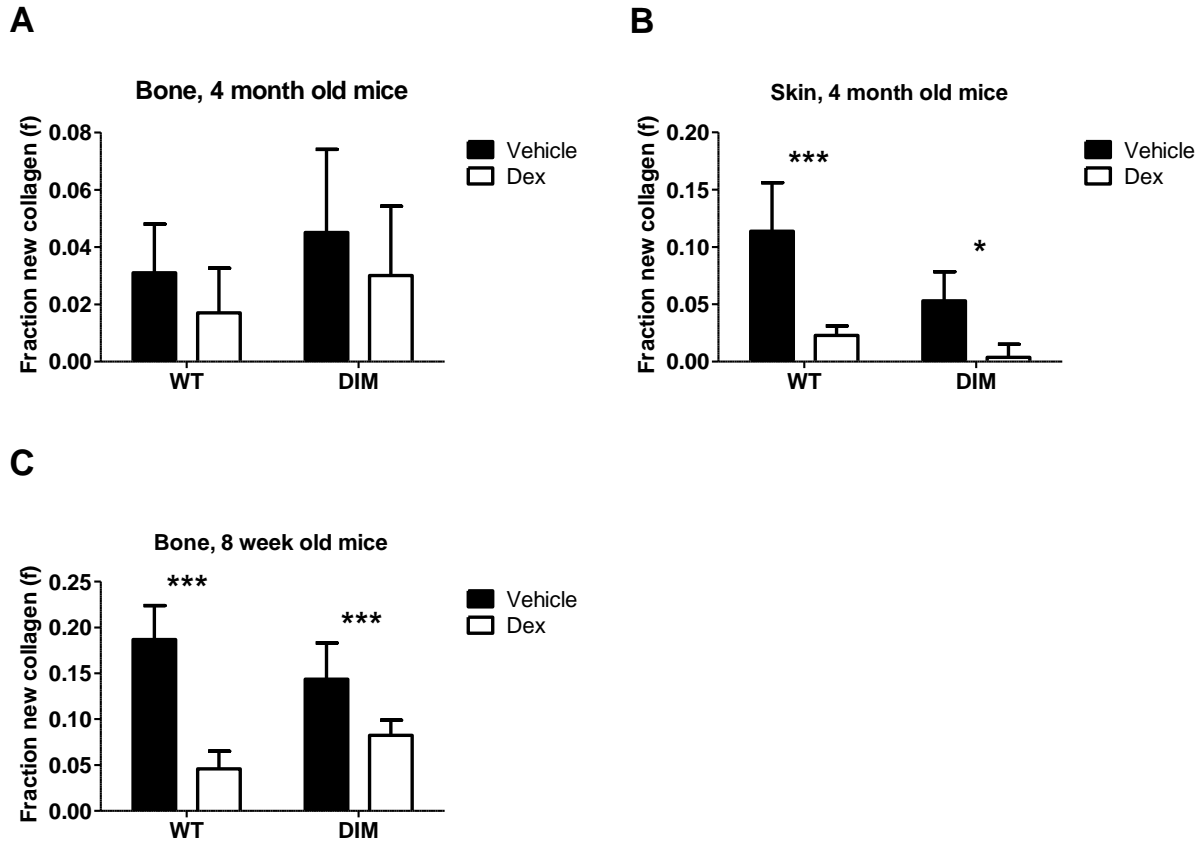 A
Bone, 4 month old mice
Fraction new collagen (f)
0.08
0.06
0.04
0.02
0.00
WT
DIM
Vehicle
Dex
B
Skin, 4 month old mice
Fraction new collagen (f)
0.20
0.15
0.10
0.05
0.00
***
*
WT
DIM
Vehicle
Dex
C
Bone, 8 week old mice
Fraction new collagen (f)
0.25
0.20
0.15
0.10
0.05
0.00
***
***
WT
DIM
Vehicle
Dex